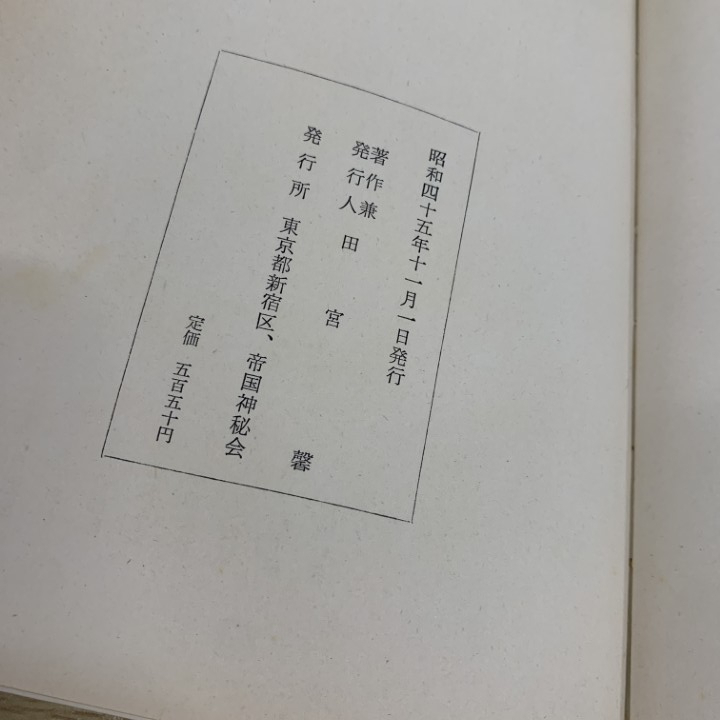 昭和四十五年十一月一日発行
著作兼
発行人 田宮馨
発行所 東京都新宿区、帝国神秘会
定価 五百五十円